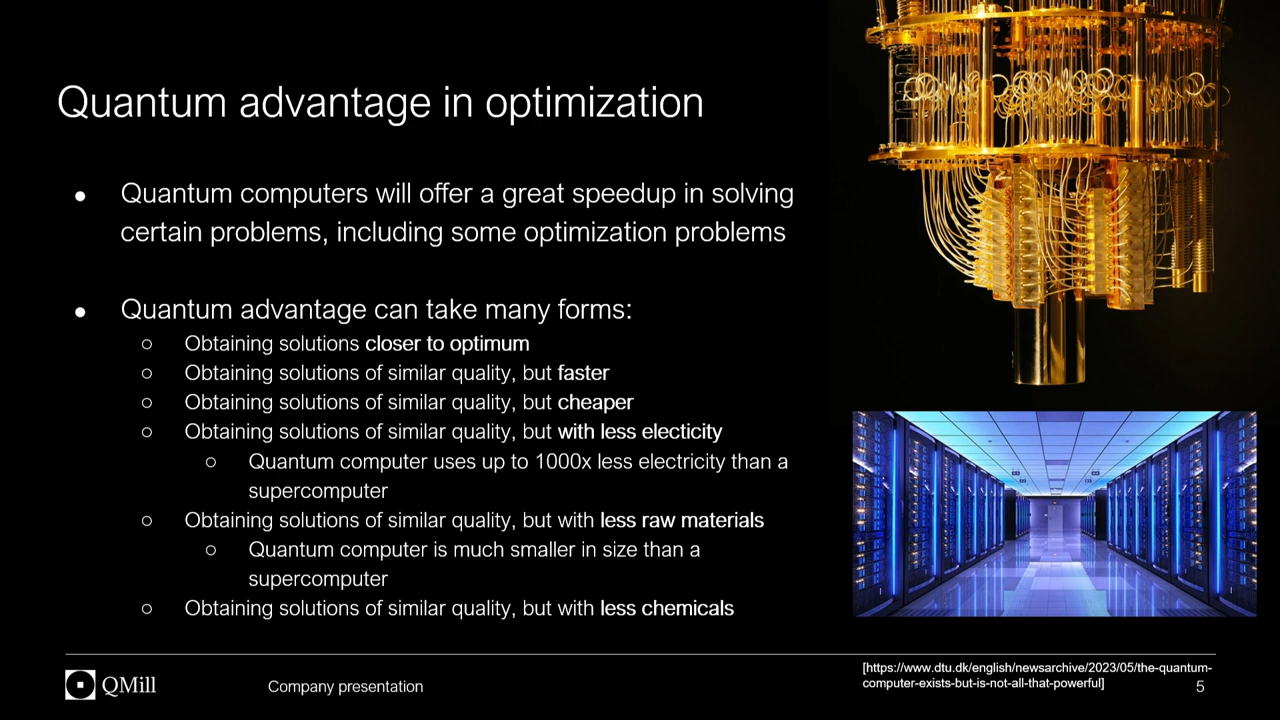 Quantum advantage in optimization
● Quantum computers will offer a great speedup in solving
certain problems, including some optimization problems
● Quantum advantage can take many forms:
○ Obtaining solutions closer to optimum
○ Obtaining solutions of similar quality, but faster
○ Obtaining solutions of similar quality, but cheaper
○ Obtaining solutions of similar quality, but with less electicity
○ Quantum computer uses up to 1000x less electricity than a
supercomputer
○ Obtaining solutions of similar quality, but with less raw materials
○ Quantum computer is much smaller in size than a
supercomputer
○ Obtaining solutions of similar quality, but with less chemicals
QMill
Company presentation
[https://www.dtu.dk/english/newsarchive/2023/05/the-quantum-
computer-exists-but-is-not-all-that-powerful]
5